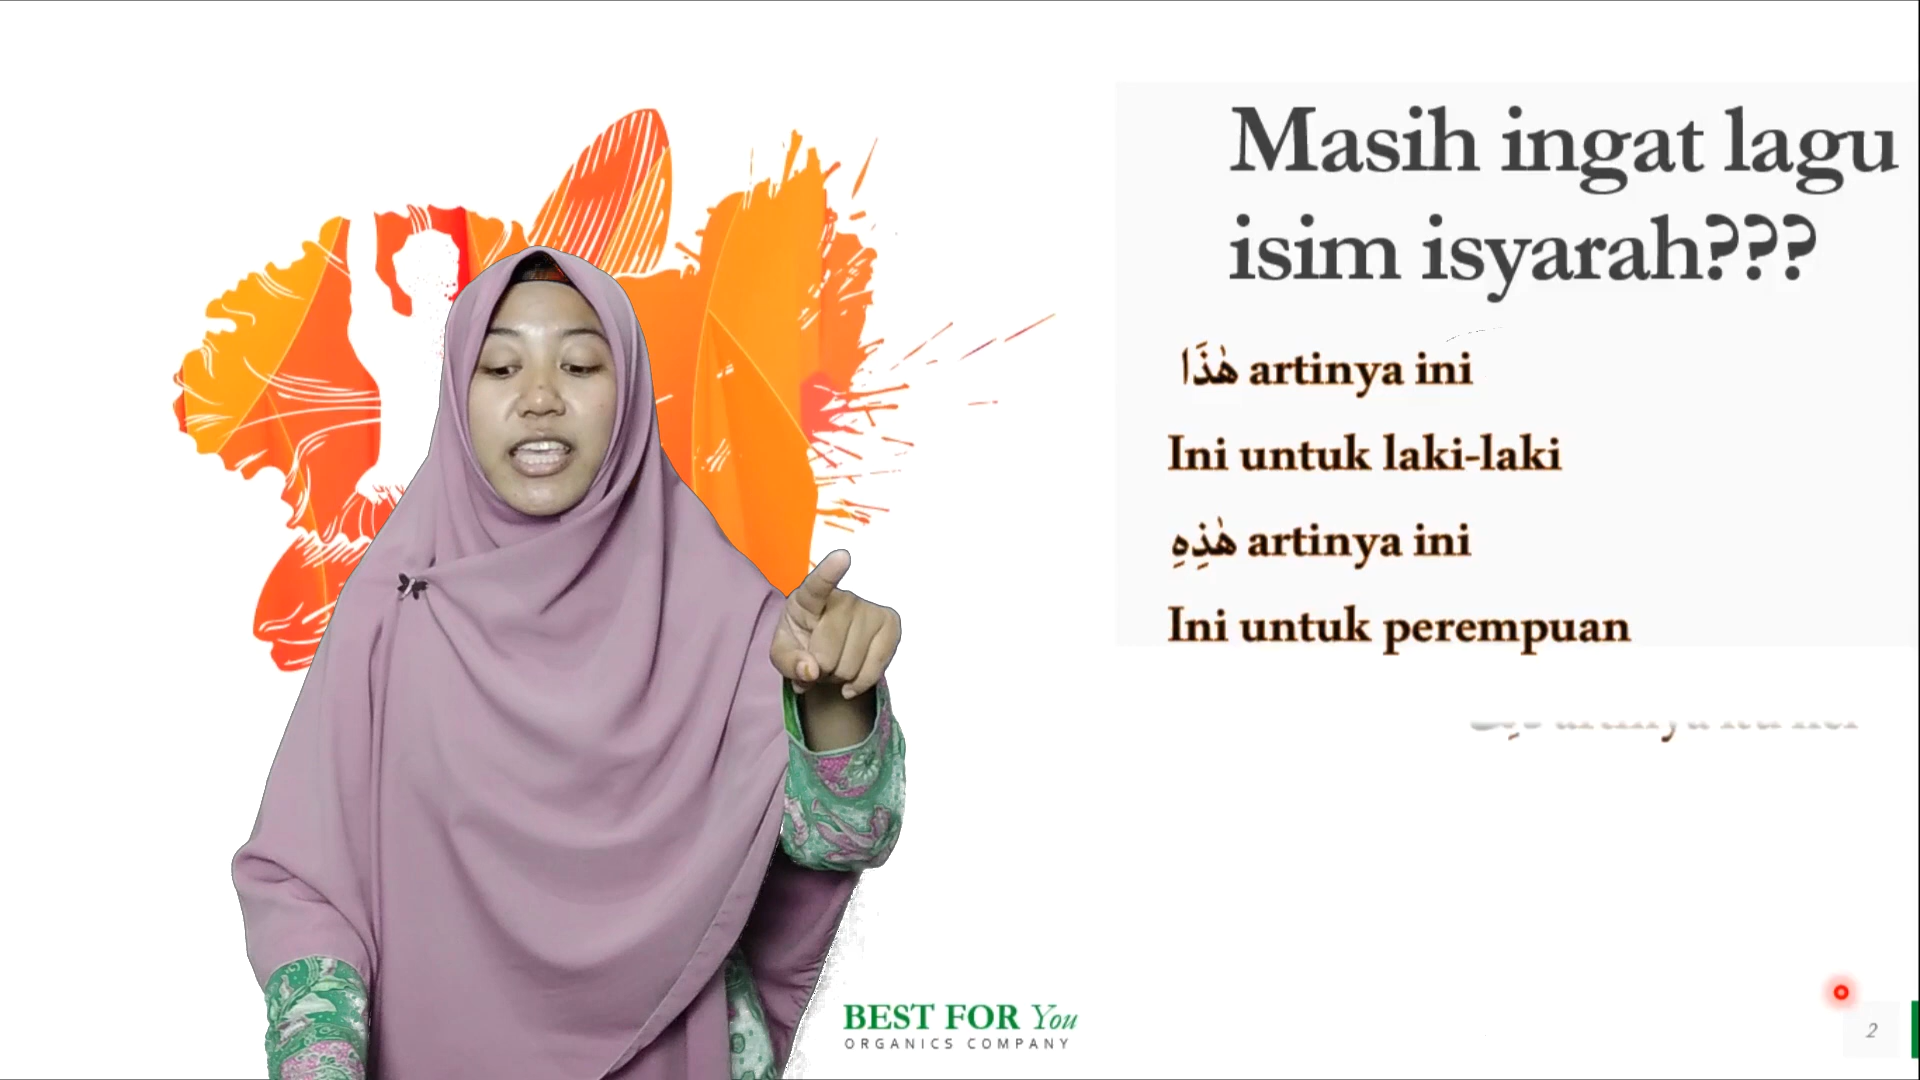 Masih ingat lagu
isim isyarah???
هٰذَا artinya ini
Ini untuk laki-laki
هٰذِهِ artinya ini
Ini untuk perempuan
BEST FOR You
ORGANICS COMPANY
2